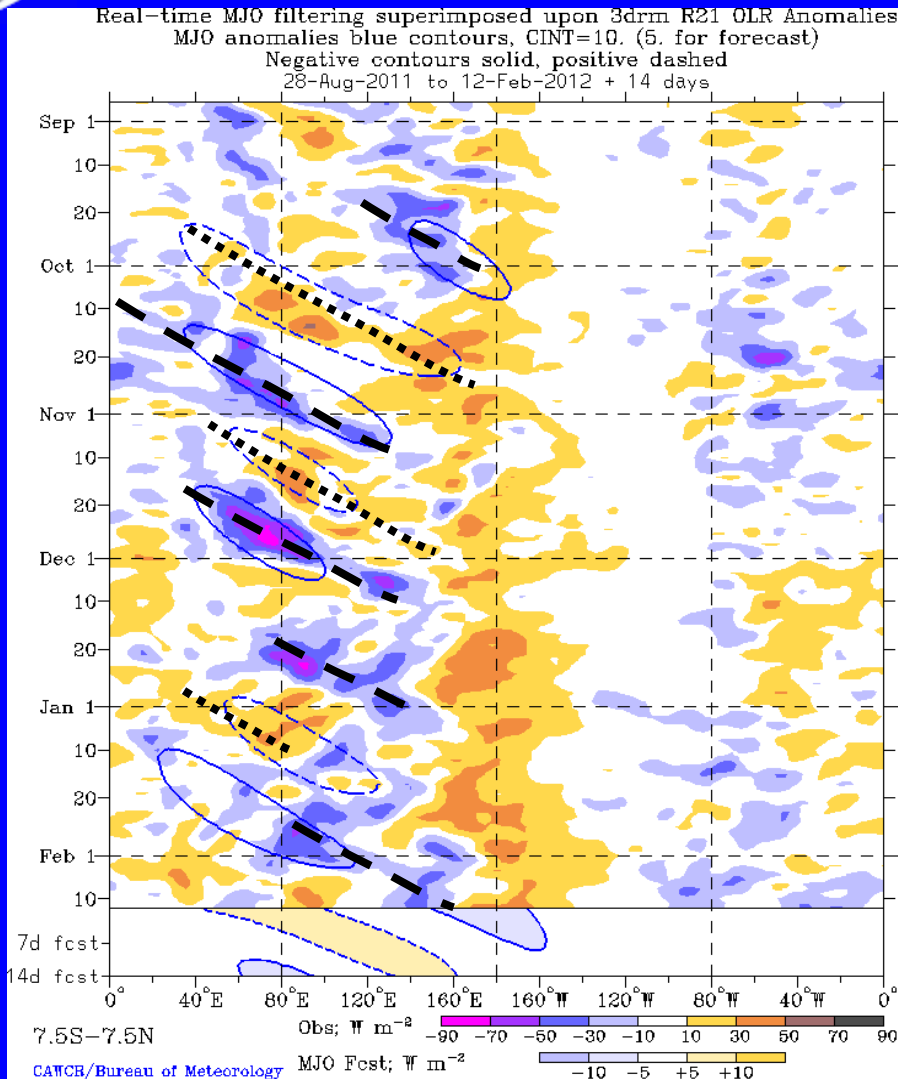 Real-time MJO filtering superimposed upon 3drm R21 OLR Anomalies
MJO anomalies blue contours, CINT=10. (5. for forecast)
Negative contours solid, positive dashed
28-Aug-2011 to 12-Feb-2012 + 14 days
Sep 1
10
20
Oct 1
10
20
Nov 1
10
20
Dec 1
10
20
Jan 1
10
20
Feb 1
10
7d fcst
14d fcst
0° 40°E 80°E 120°E 160°E 160°W 120°W 80°W 40°W 0°
7.5S-7.5N
Obs; W m-2
-90 -70 -50 -30 -10 10 30 50 70 90
CAWCR/Bureau of Meteorology
MJO Fcst; W m-2
-10 -5 +5 +10